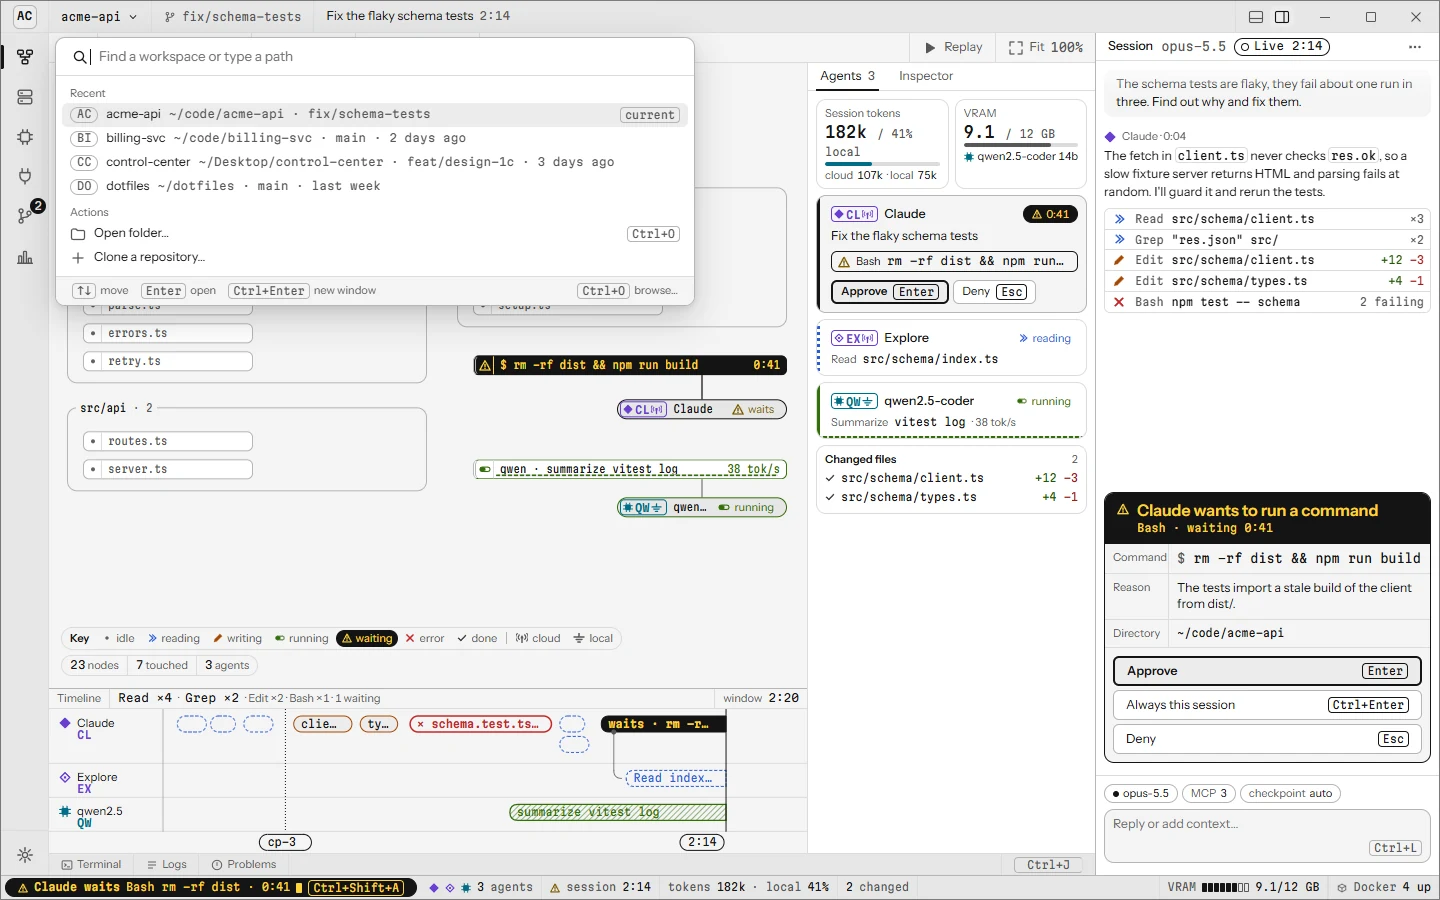 AC acme-api fix/schema-tests Fix the flaky schema tests 2:14
Find a workspace or type a path
Recent
AC acme-api ~/code/acme-api · fix/schema-tests current
BI billing-svc ~/code/billing-svc · main · 2 days ago
CC control-center ~/Desktop/control-center · feat/design-1c · 3 days ago
DO dotfiles ~/dotfiles · main · last week
Actions
Open folder… Ctrl+O
Clone a repository…
↑↓ move Enter open Ctrl+Enter new window Ctrl+O browse…
2
Replay Fit 100%
errors.ts
retry.ts
src/api · 2
routes.ts
server.ts
$ rm -rf dist && npm run build 0:41
CL Claude waits
qwen · summarize vitest log 38 tok/s
QW qwen… running
Key idle reading writing running waiting error done cloud local
23 nodes 7 touched 3 agents
Timeline Read ×4 · Grep ×2 · Edit ×2 · Bash ×1 · 1 waiting window 2:20
Claude
CL
clie… ty… × schema.test.ts… waits · rm -r…
Explore
EX
Read index…
qwen2.5
QW
summarize vitest log
cp-3 2:14
Terminal Logs Problems Ctrl+J
Agents 3 Inspector
Session tokens
182k / 41%
local
cloud 107k · local 75k
VRAM
9.1 / 12 GB
qwen2.5-coder 14b
CL Claude 0:41
Fix the flaky schema tests
Bash rm -rf dist && npm run…
Approve Enter Deny Esc
EX Explore reading
Read src/schema/index.ts
QW qwen2.5-coder running
Summarize vitest log · 38 tok/s
Changed files 2
src/schema/client.ts +12 −3
src/schema/types.ts +4 −1
Session opus-5.5 Live 2:14
The schema tests are flaky, they fail about one run in
three. Find out why and fix them.
Claude · 0:04
The fetch in client.ts never checks res.ok, so a
slow fixture server returns HTML and parsing fails at
random. I'll guard it and rerun the tests.
Read src/schema/client.ts ×3
Grep "res.json" src/ ×2
Edit src/schema/client.ts +12 −3
Edit src/schema/types.ts +4 −1
Bash npm test -- schema 2 failing
Claude wants to run a command
Bash · waiting 0:41
Command $ rm -rf dist && npm run build
Reason The tests import a stale build of the client
from dist/.
Directory ~/code/acme-api
Approve Enter
Always this session Ctrl+Enter
Deny Esc
opus-5.5 MCP 3 checkpoint auto
Reply or add context…
Ctrl+L
Claude waits Bash rm -rf dist · 0:41 Ctrl+Shift+A 3 agents session 2:14 tokens 182k · local 41% 2 changed VRAM 9.1/12 GB Docker 4 up